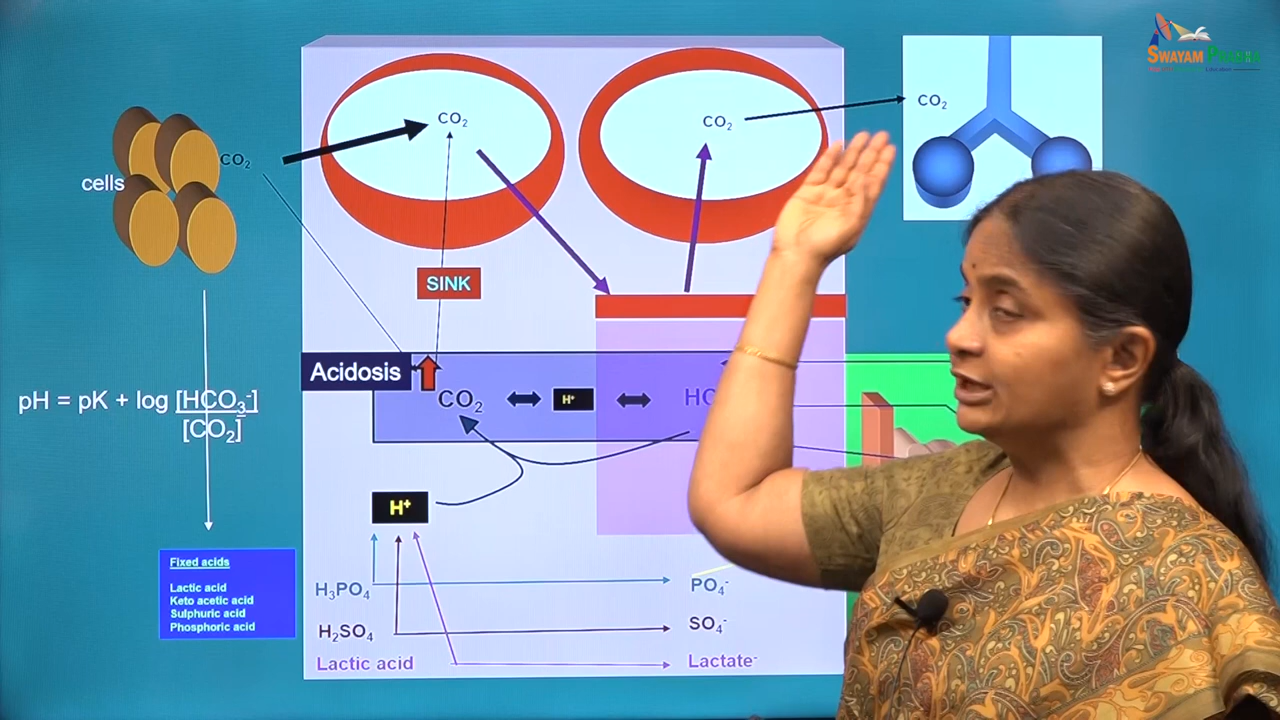 SWAYAM PRABHA
CO₂
CO₂
CO₂
CO₂
cells
SINK
Acidosis
pH = pK + log [HCO₃⁻]
[CO₂]
CO₂
H⁺
HC
H⁺
Fixed acids
Lactic acid
Keto acetic acid
Sulphuric acid
Phosphoric acid
H₃PO₄
PO₄⁻
H₂SO₄
SO₄⁻
Lactic acid
Lactate⁻